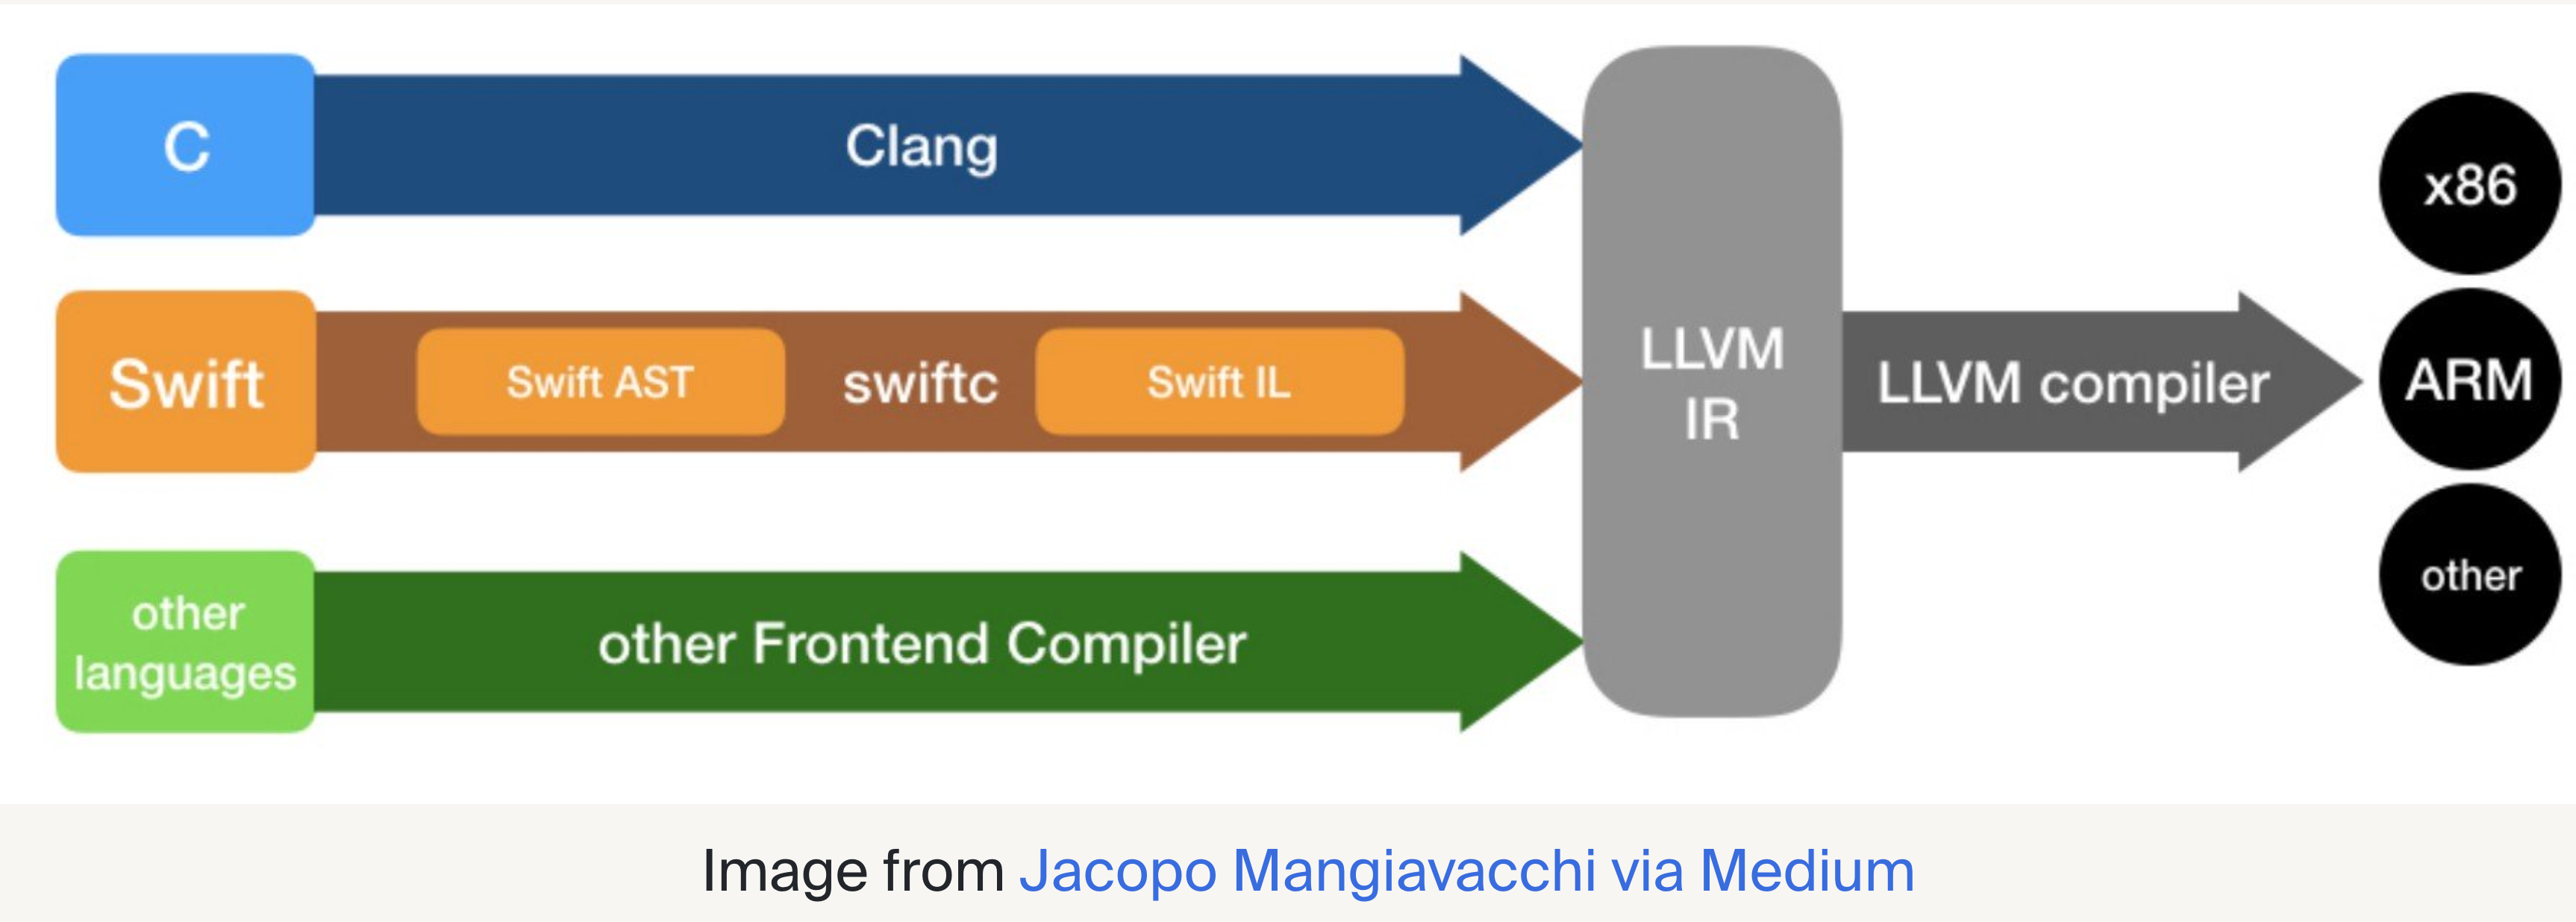 C
Clang
Swift
Swift AST
swiftc
Swift IL
other
languages
other Frontend Compiler
LLVM
IR
LLVM compiler
x86
ARM
other
Image from Jacopo Mangiavacchi via Medium